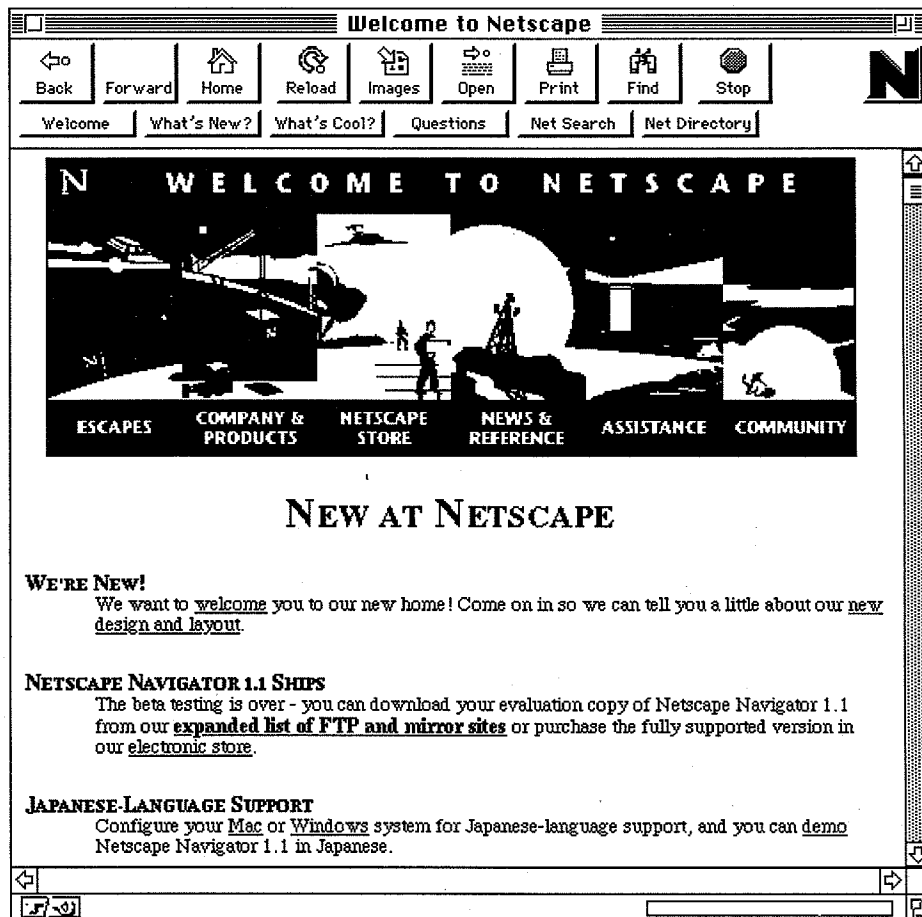 Welcome to Netscape
Back Forward Home Reload Images Open Print Find Stop
N
Welcome What's New? What's Cool? Questions Net Search Net Directory
N WELCOME TO NETSCAPE
ESCAPES
COMPANY &
PRODUCTS
NETSCAPE
STORE
NEWS &
REFERENCE
ASSISTANCE
COMMUNITY
NEW AT NETSCAPE
WE'RE NEW!
We want to welcome you to our new home! Come on in so we can tell you a little about our new
design and layout.
NETSCAPE NAVIGATOR 1.1 SHIPS
The beta testing is over - you can download your evaluation copy of Netscape Navigator 1.1
from our expanded list of FTP and mirror sites or purchase the fully supported version in
our electronic store.
JAPANESE-LANGUAGE SUPPORT
Configure your Mac or Windows system for Japanese-language support, and you can demo
Netscape Navigator 1.1 in Japanese.